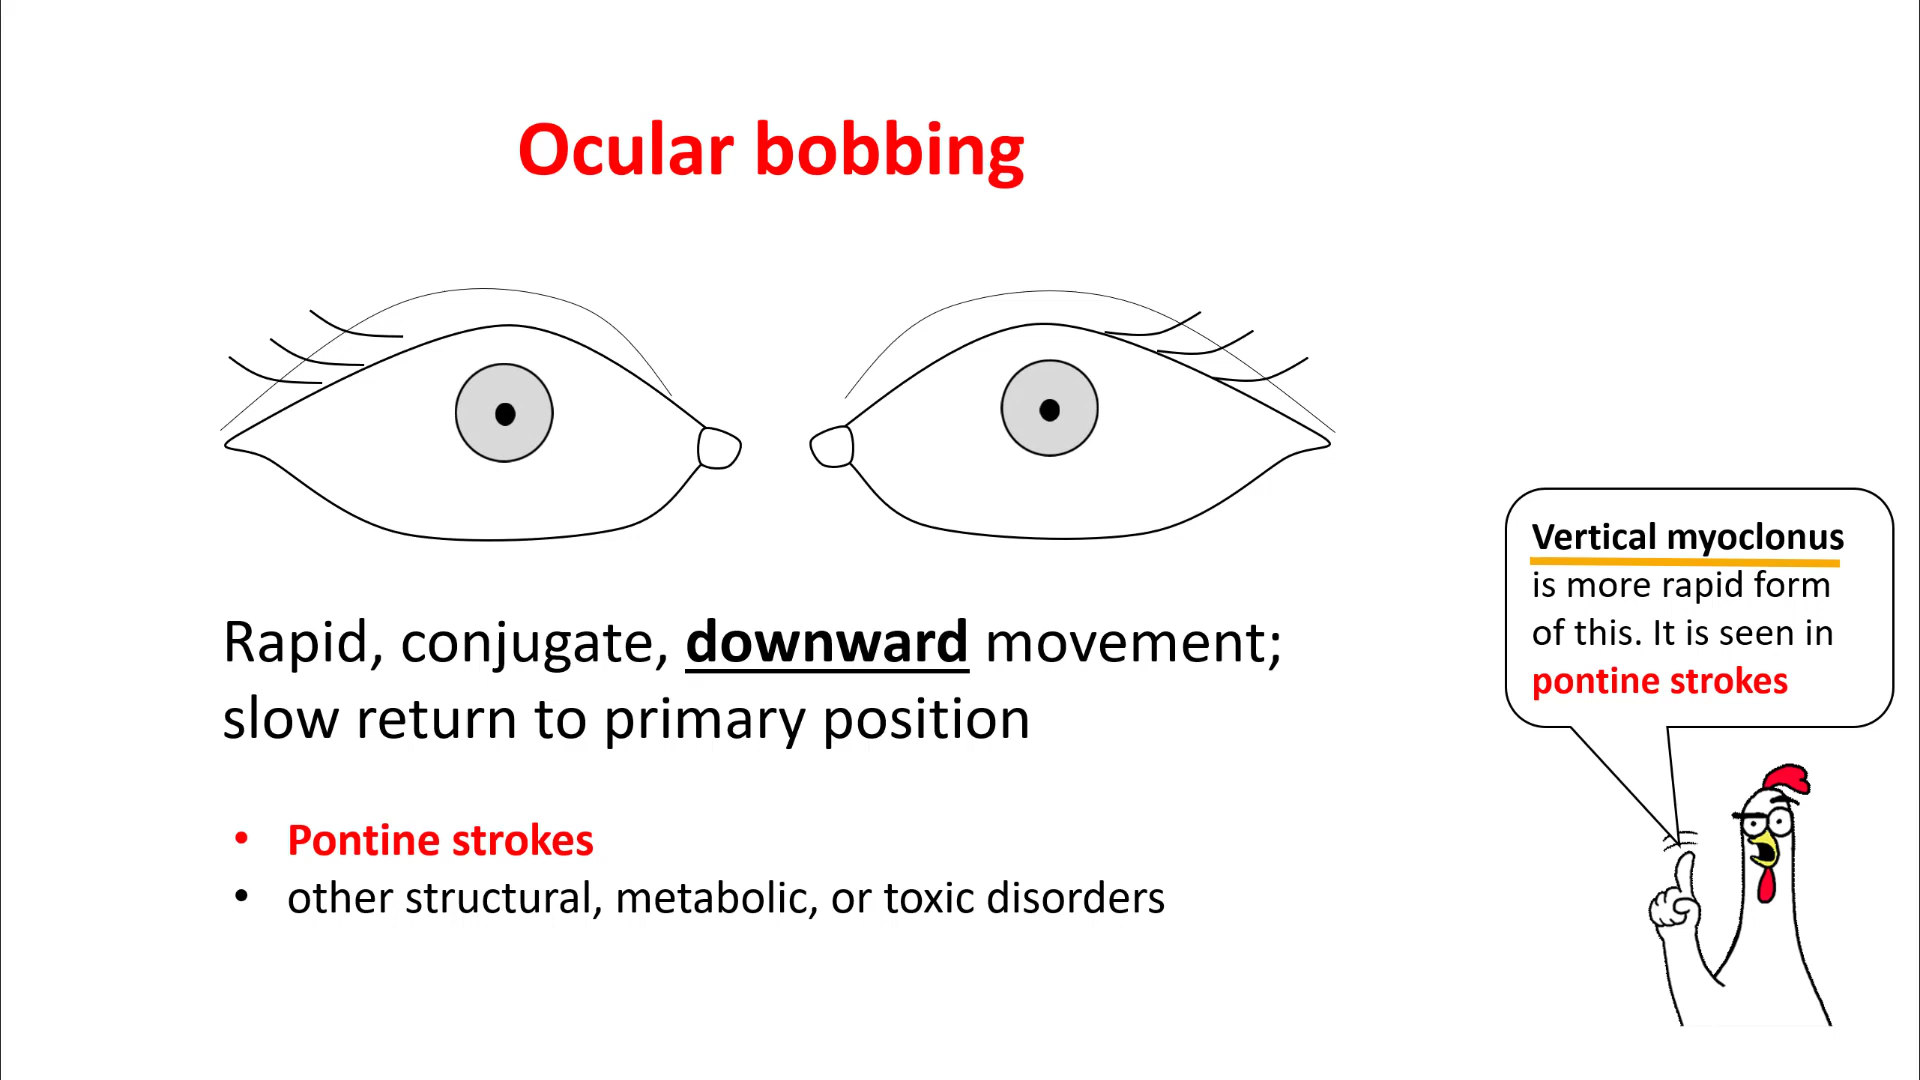 Ocular bobbing
Rapid, conjugate, downward movement;
slow return to primary position
• Pontine strokes
• other structural, metabolic, or toxic disorders
Vertical myoclonus
is more rapid form
of this. It is seen in
pontine strokes